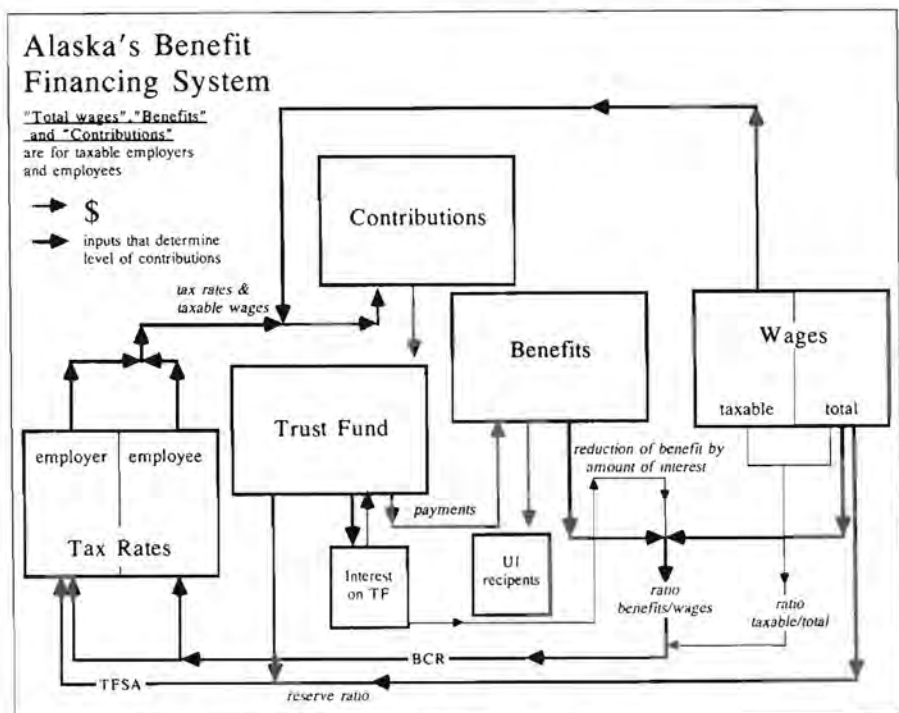 Alaska's Benefit
Financing System
"Total wages", "Benefits"
and "Contributions"
are for taxable employers
and employees
$
inputs that determine
level of contributions
Contributions
tax rates &
taxable wages
Benefits
Wages
taxable total
Trust Fund
employer employee
Tax Rates
reduction of benefit by
amount of interest
payments
Interest
on TF
UI
recipents
ratio
benefits/wages
ratio
taxable/total
BCR
TFSA
reserve ratio